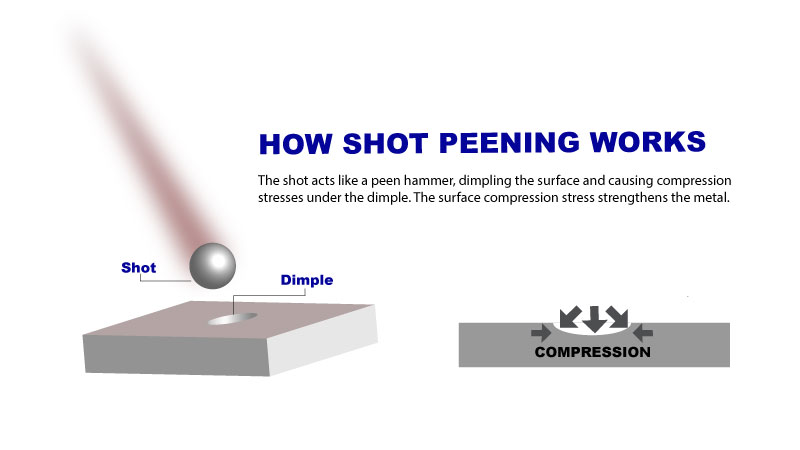 HOW SHOT PEENING WORKS
The shot acts like a peen hammer, dimpling the surface and causing compression
stresses under the dimple. The surface compression stress strengthens the metal.
Shot
Dimple
COMPRESSION